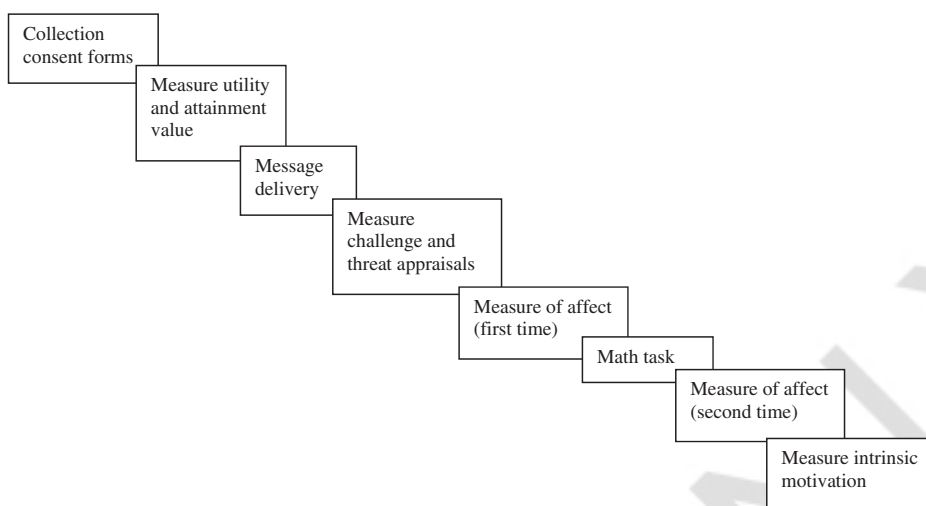 Collection
consent forms
Measure utility
and attainment
value
Message
delivery
Measure
challenge and
threat appraisals
Measure of affect
(first time)
Math task
Measure of affect
(second time)
Measure intrinsic
motivation